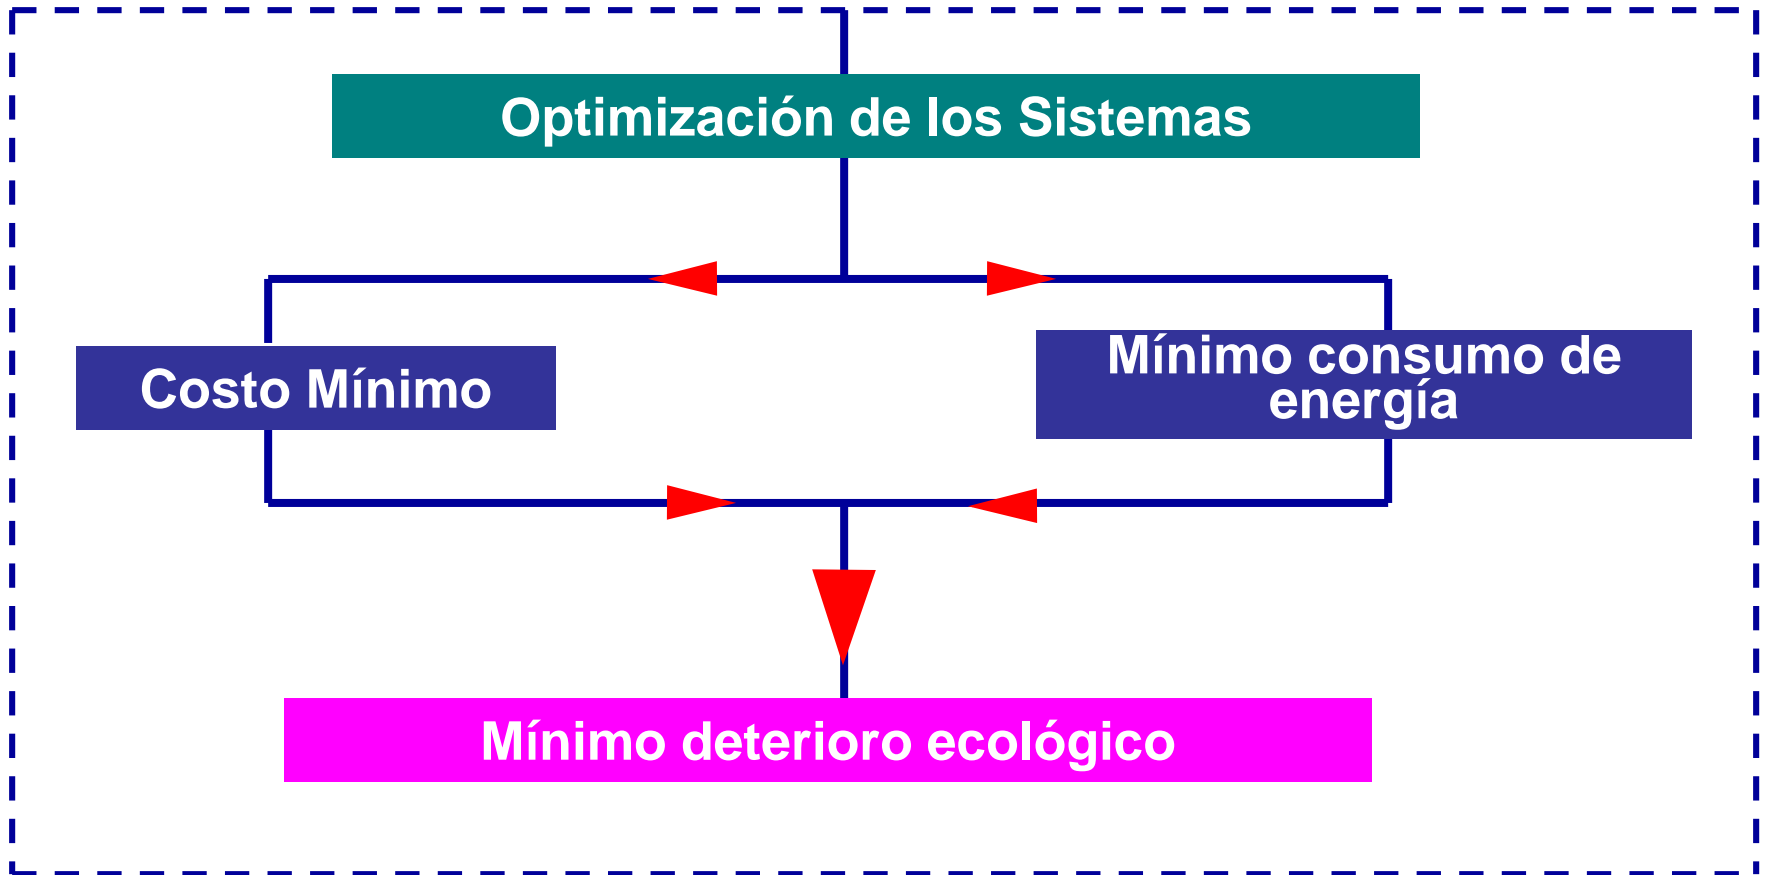 Optimización de los Sistemas
Costo Mínimo
Mínimo consumo de
energía
Mínimo deterioro ecológico